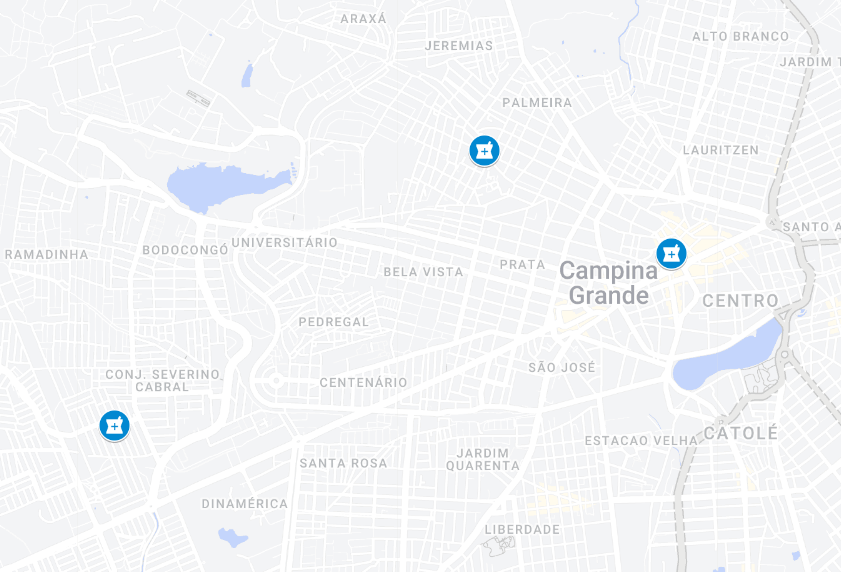 ARAXÁ
ALTO BRANCO
JEREMIAS
JARDIM T
PALMEIRA
LAURITZEN
SANTO A
UNIVERSITÁRIO
BODOCONGÓ
RAMADINHA
PRATA
BELA VISTA
Campina
Grande
CENTRO
PEDREGAL
SÃO JOSÉ
CONJ. SEVERINO
CABRAL
CENTENÁRIO
CATOLÉ
ESTACAO VELHA
JARDIM
QUARENTA
SANTA ROSA
DINAMÉRICA
LIBERDADE